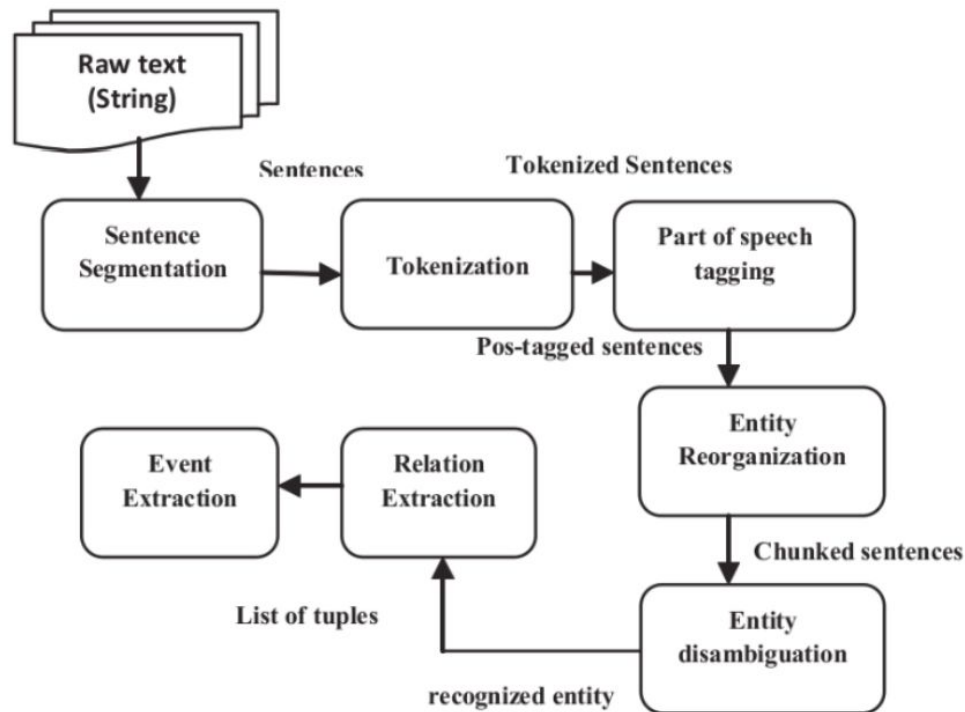 Raw text
(String)
Sentences
Tokenized Sentences
Sentence
Segmentation
Tokenization
Part of speech
tagging
Pos-tagged sentences
Entity
Reorganization
Event
Extraction
Relation
Extraction
Chunked sentences
List of tuples
Entity
disambiguation
recognized entity